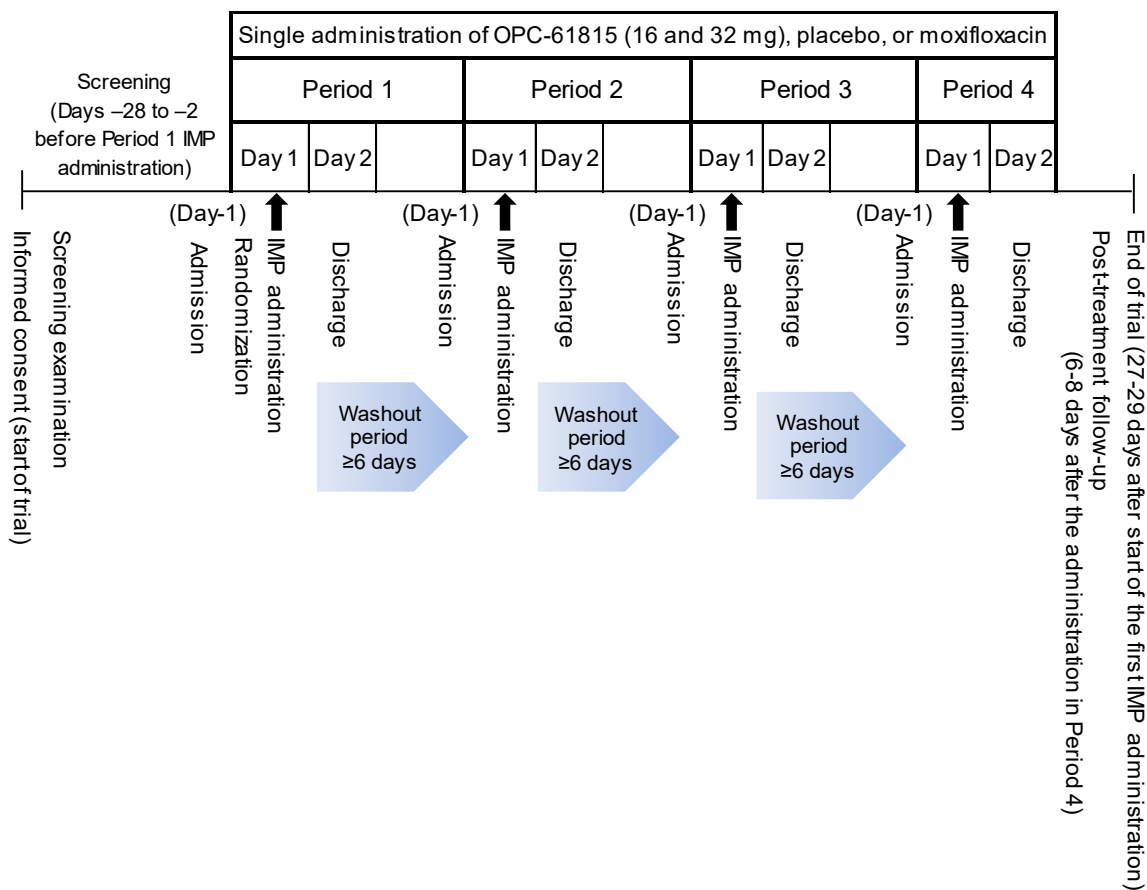 Single administration of OPC-61815 (16 and 32 mg), placebo, or moxifloxacin
Screening
(Days –28 to –2
before Period 1 IMP
administration)
Period 1
Period 2
Period 3
Period 4
Day 1
Day 2
Day 1
Day 2
Day 1
Day 2
Day 1
Day 2
(Day-1)
(Day-1)
(Day-1)
(Day-1)
Informed consent (start of trial)
Screening examination
Admission
Randomization
IMP administration
Discharge
Admission
IMP administration
Discharge
Admission
IMP administration
Discharge
Admission
IMP administration
Discharge
Post-treatment follow-up
(6-8 days after the administration in Period 4)
End of trial (27-29 days after start of the first IMP administration)
Washout
period
≥6 days
Washout
period
≥6 days
Washout
period
≥6 days